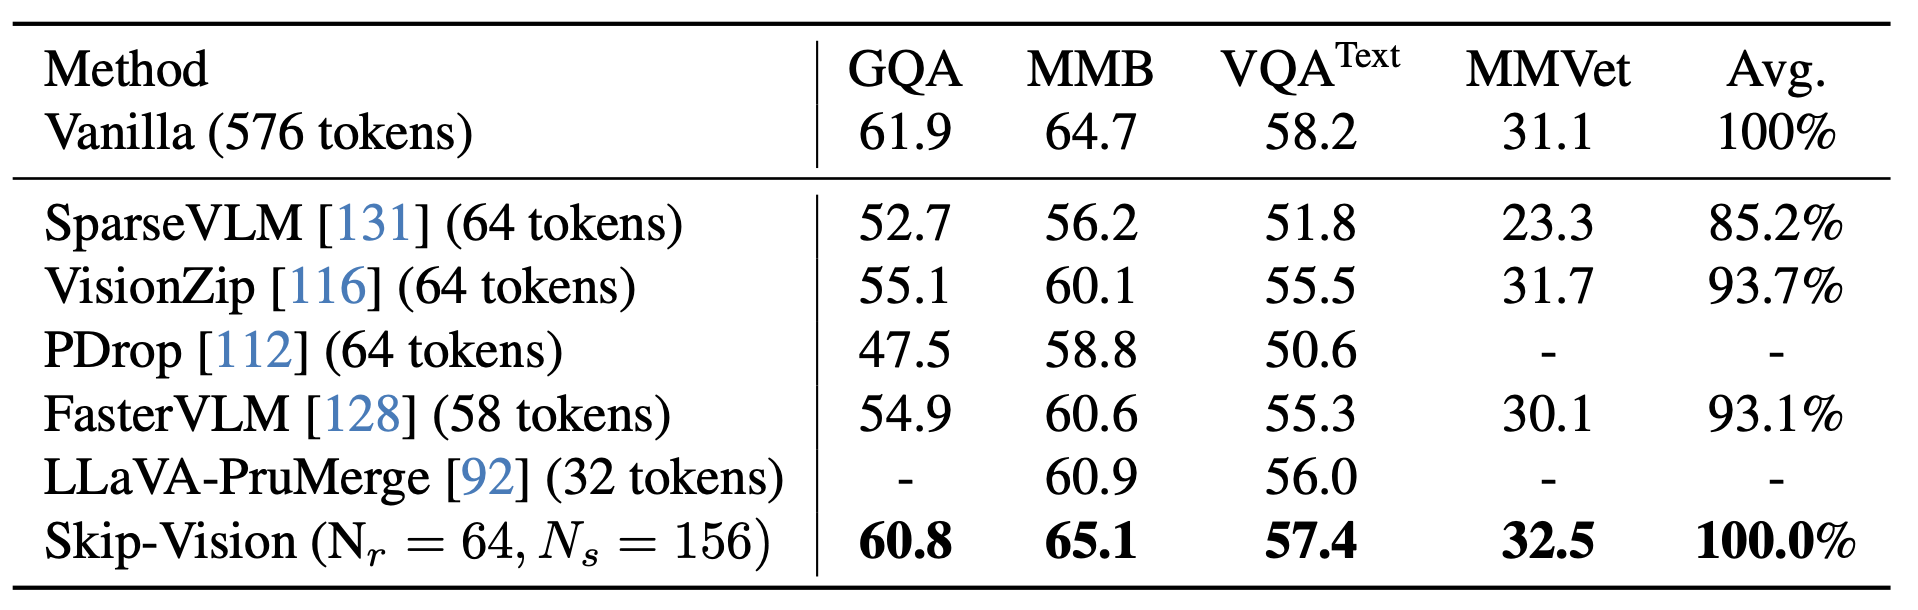 Method GQA MMB VQA^Text MMVet Avg.
Vanilla (576 tokens) 61.9 64.7 58.2 31.1 100%
SparseVLM [131] (64 tokens) 52.7 56.2 51.8 23.3 85.2%
VisionZip [116] (64 tokens) 55.1 60.1 55.5 31.7 93.7%
PDrop [112] (64 tokens) 47.5 58.8 50.6 - -
FasterVLM [128] (58 tokens) 54.9 60.6 55.3 30.1 93.1%
LLaVA-PruMerge [92] (32 tokens) - 60.9 56.0 - -
Skip-Vision (N_r = 64, N_s = 156) 60.8 65.1 57.4 32.5 100.0%